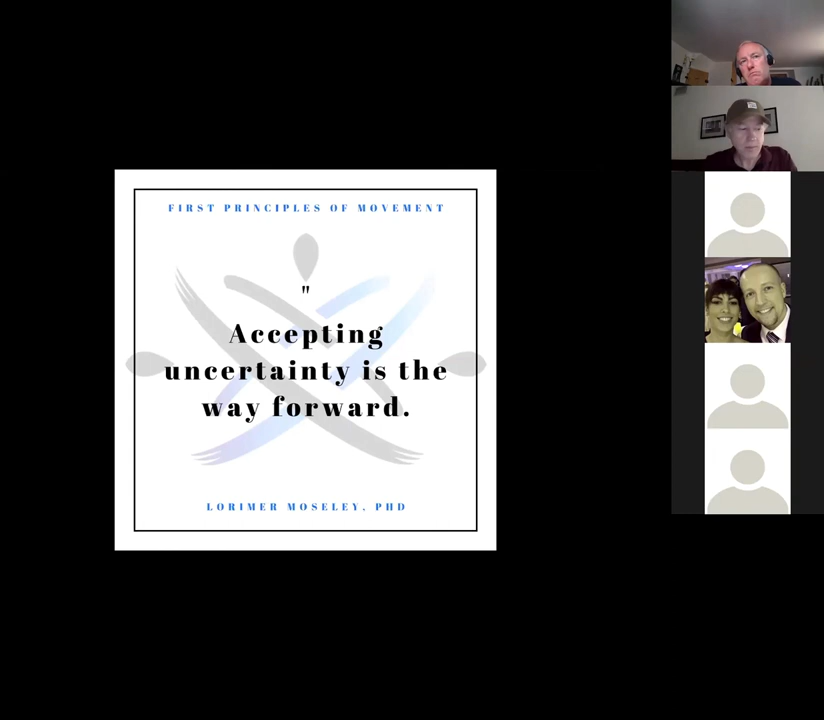 FIRST PRINCIPLES OF MOVEMENT
"
Accepting
uncertainty is the
way forward.
LORIMER MOSELEY, PHD